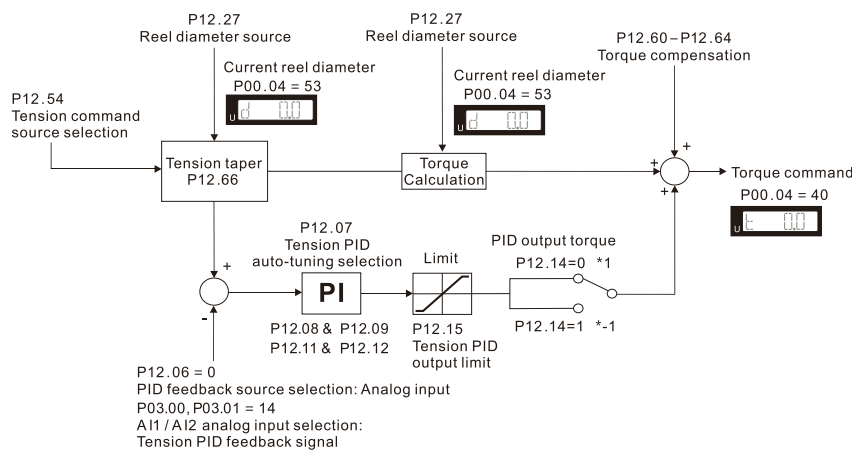 P12.27
Reel diameter source
P12.27
Reel diameter source
P12.60–P12.64
Torque compensation
Current reel diameter
P00.04 = 53
U d 0.0
Current reel diameter
P00.04 = 53
U d 0.0
P12.54
Tension command
source selection
Tension taper
P12.66
Torque
Calculation
+
+
+
Torque command
P00.04 = 40
U t 0.0
P12.07
Tension PID
auto-tuning selection
Limit
PID output torque
P12.14=0 *1
+
-
PI
P12.14=1 *-1
P12.08 & P12.09
P12.11 & P12.12
P12.15
Tension PID
output limit
P12.06 = 0
PID feedback source selection: Analog input
P03.00, P03.01 = 14
AI1 / AI2 analog input selection:
Tension PID feedback signal